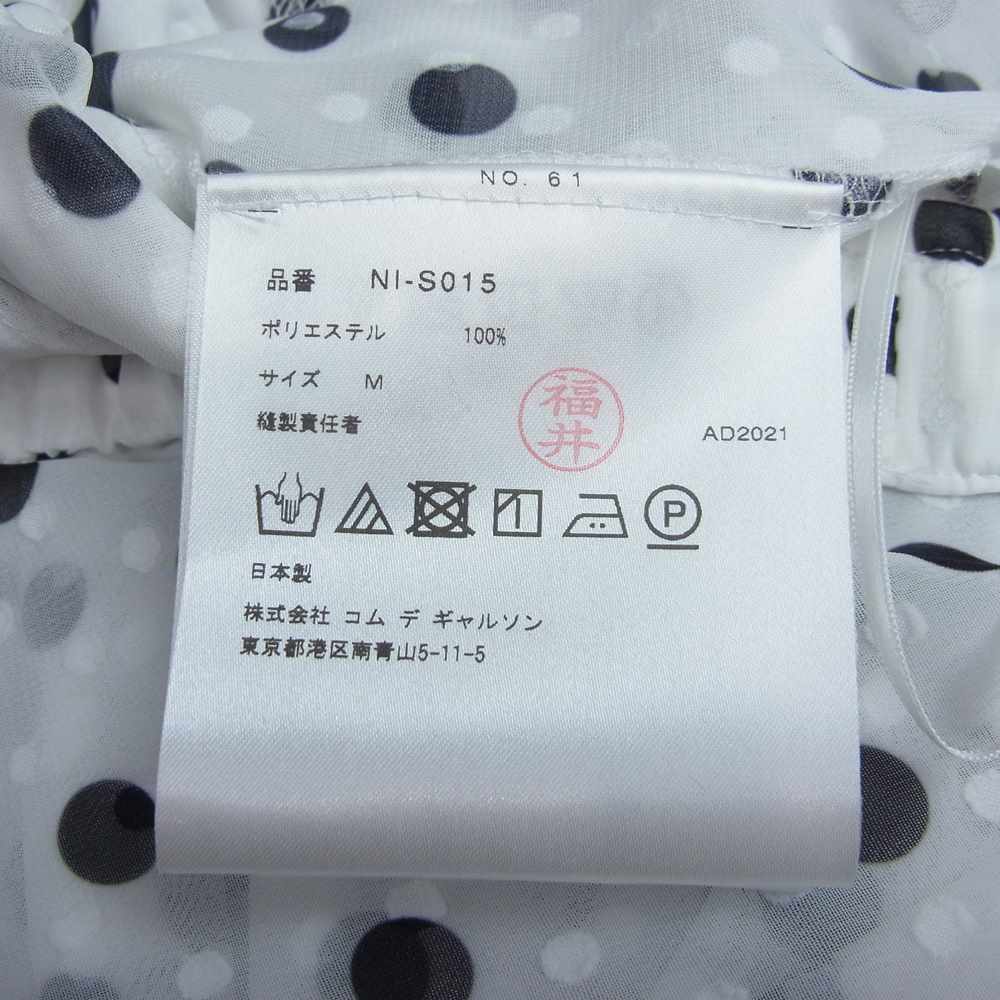 NO. 61
品番 NI-S015
ポリエステル 100%
サイズ M
縫製責任者 福井 AD2021
P
日本製
株式会社 コム デ ギャルソン
東京都港区南青山5-11-5